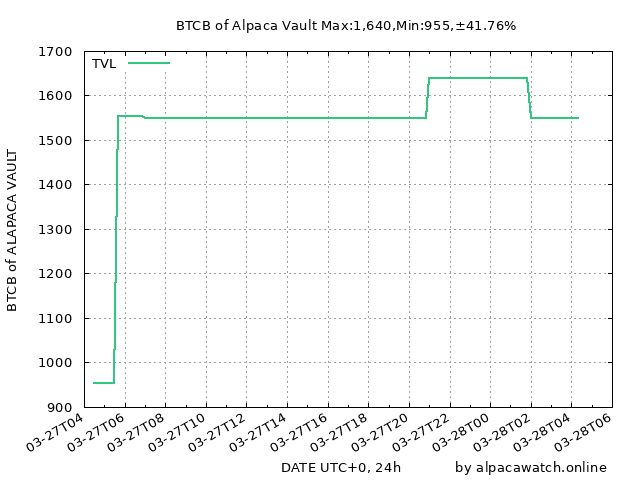 BTCB of Alpaca Vault Max:1,640,Min:955,±41.76%
TVL
1700
1600
1500
1400
1300
1200
1100
1000
900
BTCB of ALAPACA VAULT
03-27T04
03-27T06
03-27T08
03-27T10
03-27T12
03-27T14
03-27T16
03-27T18
03-27T20
03-27T22
03-28T00
03-28T02
03-28T04
03-28T06
DATE UTC+0, 24h
by alpacawatch.online